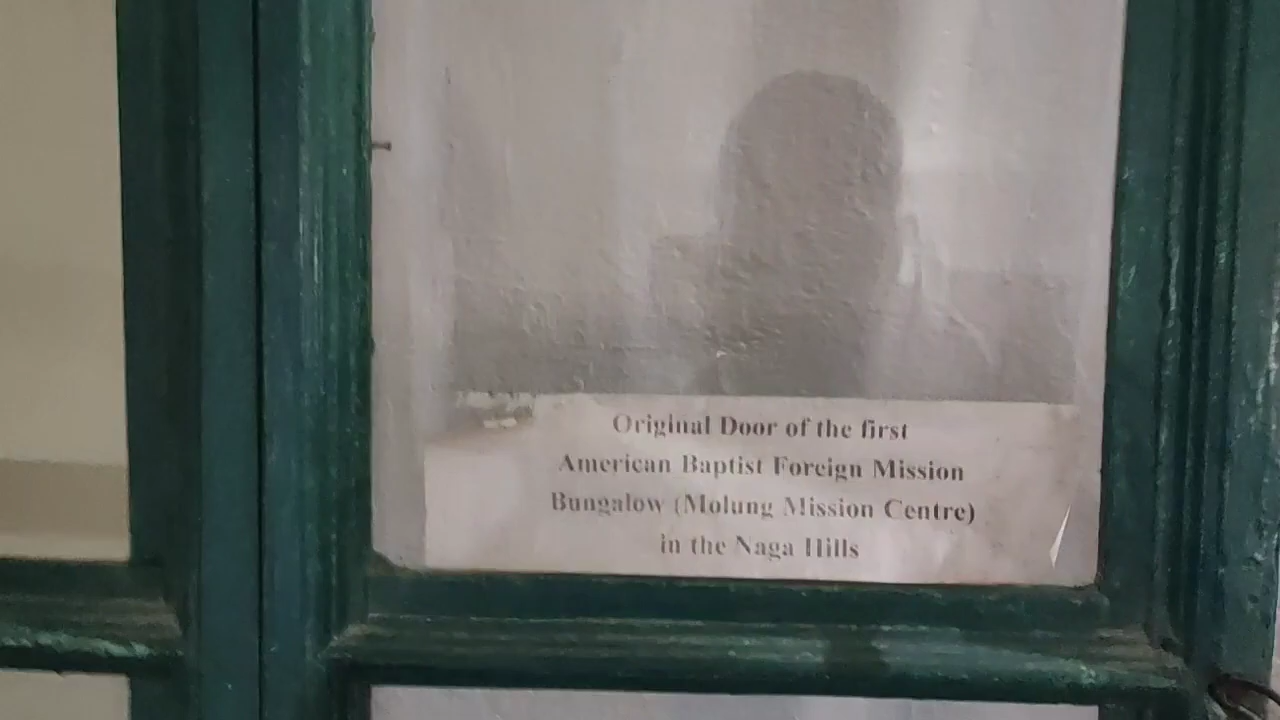 Original Door of the first
American Baptist Foreign Mission
Bungalow (Molung Mission Centre)
in the Naga Hills